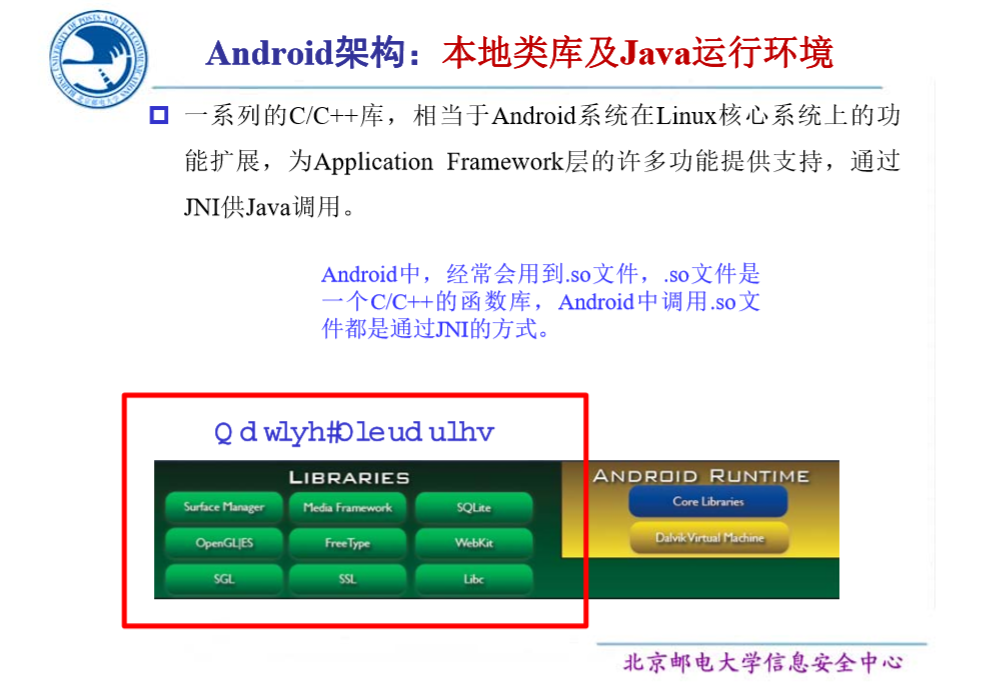 Android架构：本地类库及Java运行环境
一系列的C/C++库，相当于Android系统在Linux核心系统上的功
能扩展，为Application Framework层的许多功能提供支持，通过
JNI供Java调用。
Android中，经常会用到.so文件，.so文件是
一个C/C++的函数库，Android中调用.so文
件都是通过JNI的方式。
Qdwlyh#Oleudulhv
LIBRARIES
Surface Manager
Media Framework
SQLite
OpenGL|ES
FreeType
WebKit
SGL
SSL
Libc
ANDROID RUNTIME
Core Libraries
Dalvik Virtual Machine
北京邮电大学信息安全中心